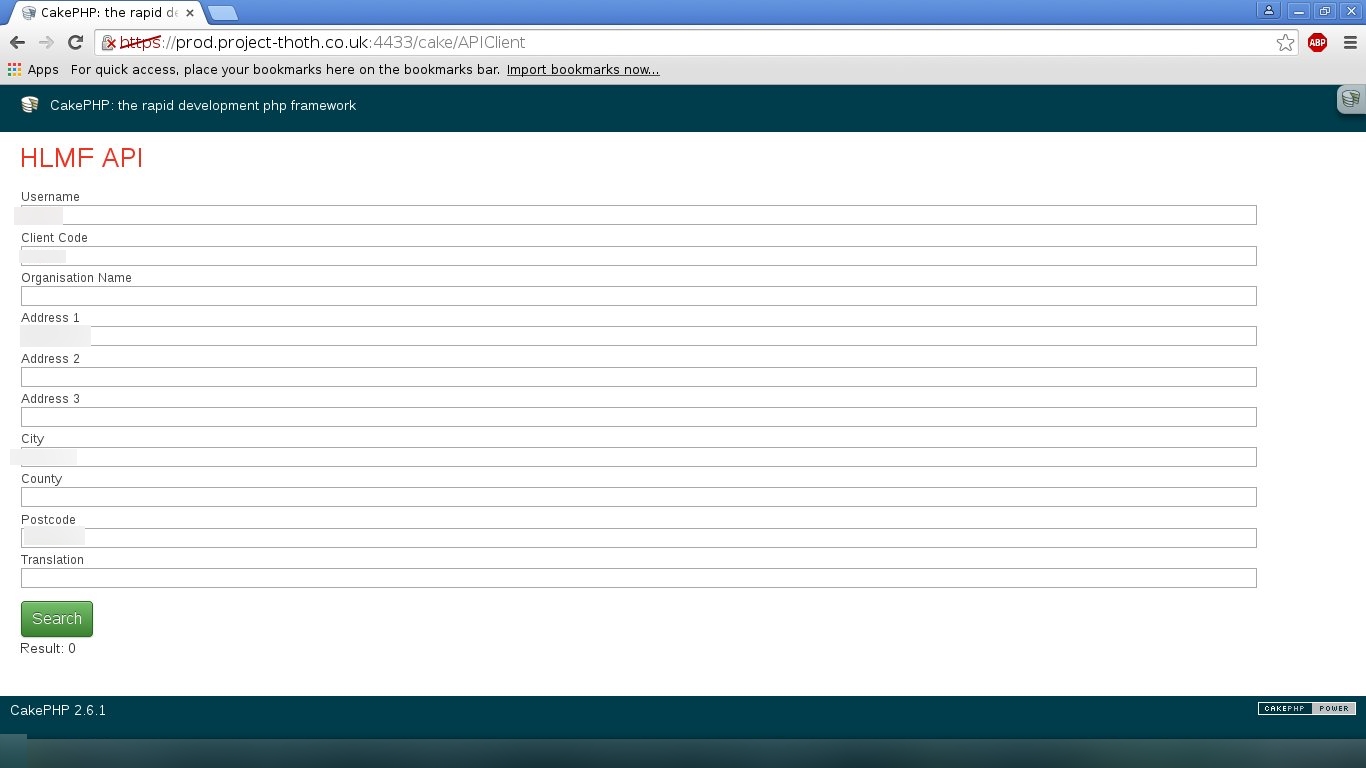 CakePHP: the rapid de
https://prod.project-thoth.co.uk:4433/cake/APIClient
ABP
Apps For quick access, place your bookmarks here on the bookmarks bar. Import bookmarks now...
CakePHP: the rapid development php framework
HLMF API
Username
Client Code
Organisation Name
Address 1
Address 2
Address 3
City
County
Postcode
Translation
Search
Result: 0
CakePHP 2.6.1
CAKEPHP POWER